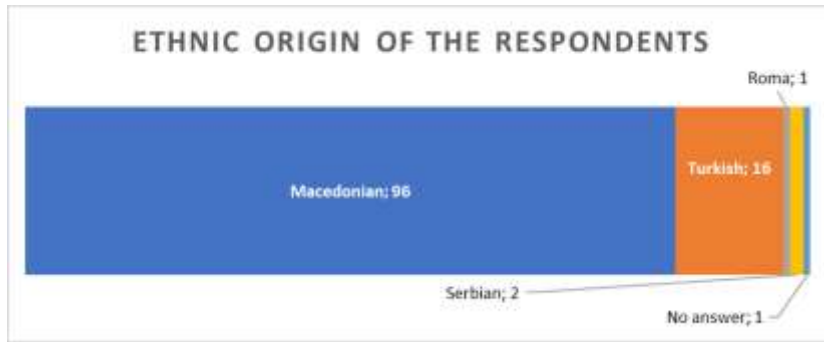 ETHNIC ORIGIN OF THE RESPONDENTS
Roma; 1
Macedonian; 96
Turkish; 16
Serbian; 2
No answer; 1